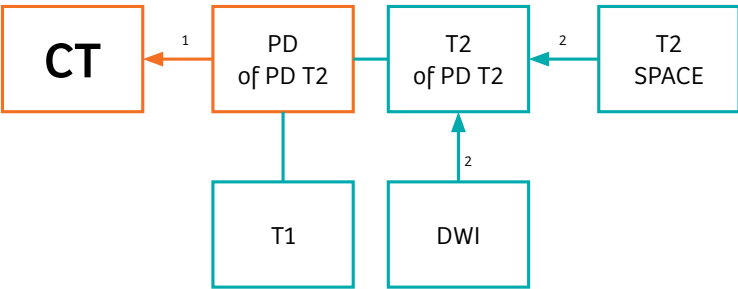 CT
1
PD
of PD T2
T2
of PD T2
2
T2
SPACE
2
T1
DWI